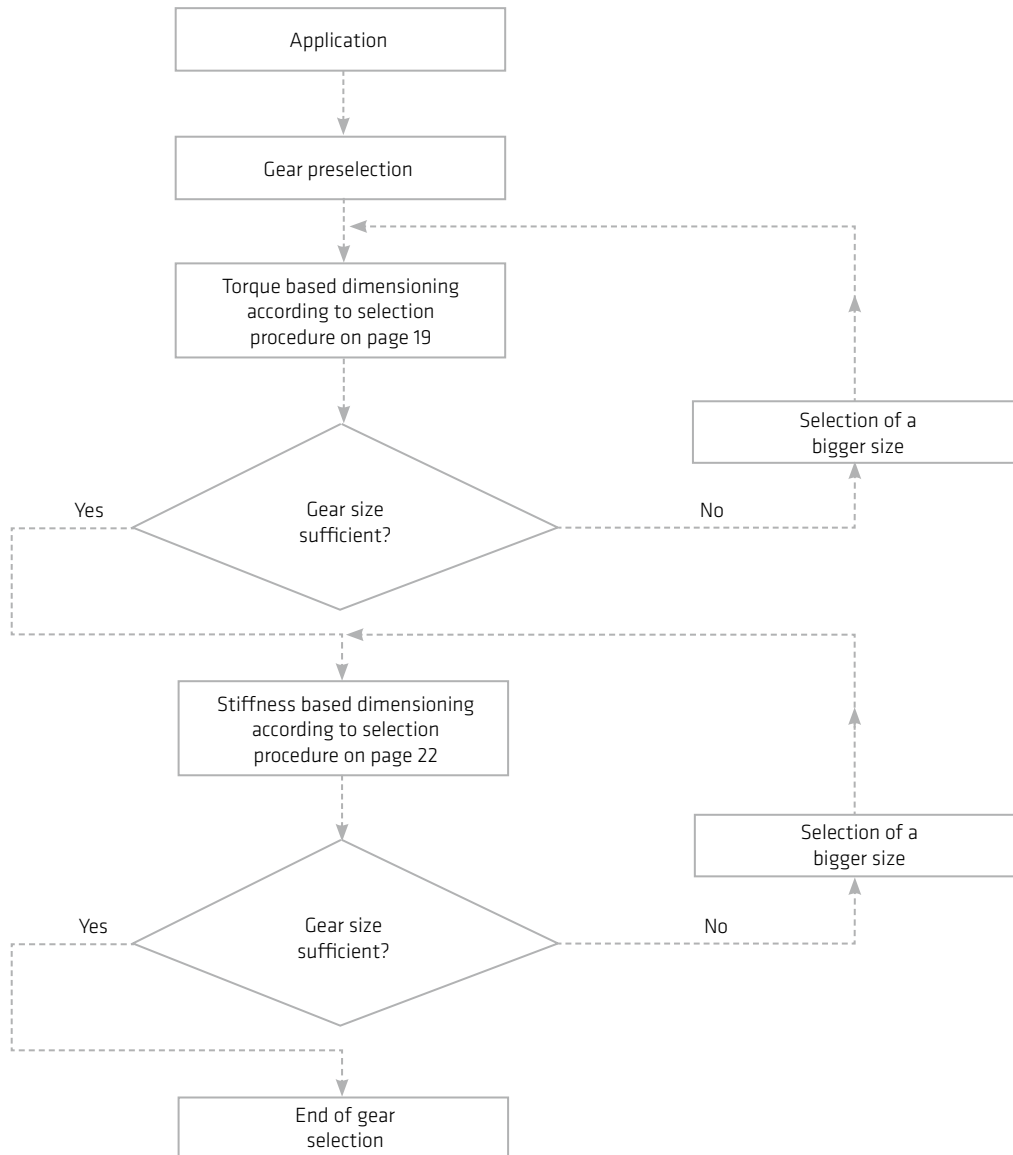 Application
Gear preselection
Torque based dimensioning
according to selection
procedure on page 19
Selection of a
bigger size
Yes
Gear size
sufficient?
No
Stiffness based dimensioning
according to selection
procedure on page 22
Selection of a
bigger size
Yes
Gear size
sufficient?
No
End of gear
selection